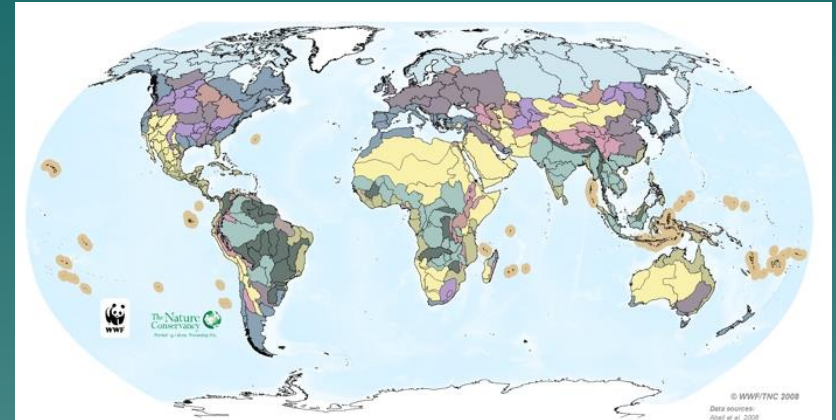 WWF
The Nature
Conservancy
© WWF/TNC 2008
Data sources:
Abell et al. 2008